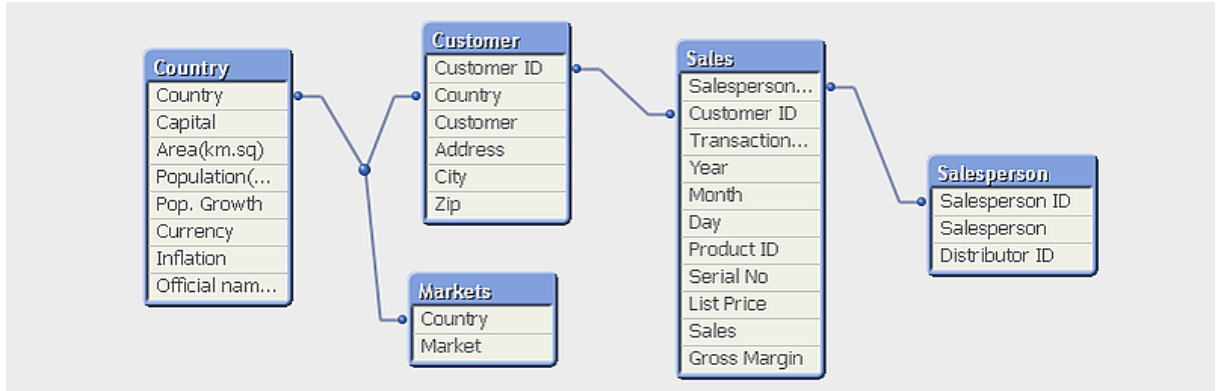 Country
Country
Capital
Area(km.sq)
Population(...
Pop. Growth
Currency
Inflation
Official nam...
Customer
Customer ID
Country
Customer
Address
City
Zip
Markets
Country
Market
Sales
Salesperson...
Customer ID
Transaction...
Year
Month
Day
Product ID
Serial No
List Price
Sales
Gross Margin
Salesperson
Salesperson ID
Salesperson
Distributor ID